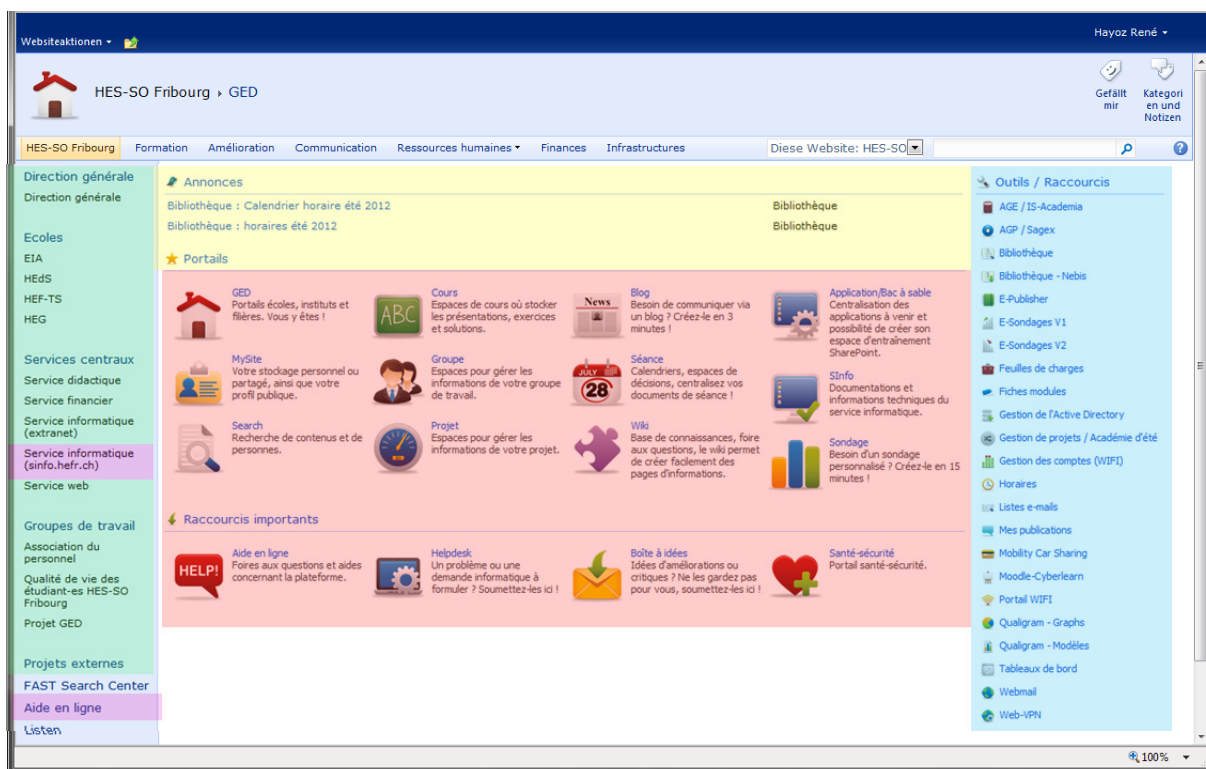 Websiteaktionen
Hayoz René
HES-SO Fribourg › GED
Gefällt
mir
Kategori
en und
Notizen
HES-SO Fribourg
Formation
Amélioration
Communication
Ressources humaines
Finances
Infrastructures
Diese Website: HES-SO
Direction générale
Direction générale
Ecoles
EIA
HEdS
HEF-TS
HEG
Services centraux
Service didactique
Service financier
Service informatique
(extranet)
Service informatique
(sinfo.hefr.ch)
Service web
Groupes de travail
Association du
personnel
Qualité de vie des
étudiant-es HES-SO
Fribourg
Projet GED
Projets externes
FAST Search Center
Aide en ligne
Listen
Annonces
Bibliothèque : Calendrier horaire été 2012
Bibliothèque
Bibliothèque : horaires été 2012
Bibliothèque
Portails
GED
Portails écoles, instituts et
filières. Vous y êtes !
ABC
Cours
Espaces de cours où stocker
les présentations, exercices
et solutions.
News
Blog
Besoin de communiquer via
un blog ? Créez-le en 3
minutes !
Application/Bac à sable
Centralisation des
applications à venir et
possibilité de créer son
espace d'entraînement
SharePoint.
MySite
Votre stockage personnel ou
partagé, ainsi que votre
profil publique.
Groupe
Espaces pour gérer les
informations de votre groupe
de travail.
JULY
28
Séance
Calendriers, espaces de
décisions, centralisez vos
documents de séance !
SInfo
Documentations et
informations techniques du
service informatique.
Search
Recherche de contenus et de
personnes.
Projet
Espaces pour gérer les
informations de votre projet.
Wiki
Base de connaissances, foire
aux questions, le wiki permet
de créer facilement des
pages d'informations.
Sondage
Besoin d'un sondage
personnalisé ? Créez-le en 15
minutes !
Raccourcis importants
HELP!
Aide en ligne
Foires aux questions et aides
concernant la plateforme.
Helpdesk
Un problème ou une
demande informatique à
formuler ? Soumettez-les ici !
Boîte à idées
Idées d'améliorations ou
critiques ? Ne les gardez pas
pour vous, soumettez-les ici !
Santé-sécurité
Portail santé-sécurité.
Outils / Raccourcis
AGE / IS-Academia
AGP / Sagex
Bibliothèque
Bibliothèque - Nebis
E-Publisher
E-Sondages V1
E-Sondages V2
Feuilles de charges
Fiches modules
Gestion de l'Active Directory
Gestion de projets / Académie d'été
Gestion des comptes (WIFI)
Horaires
Listes e-mails
Mes publications
Mobility Car Sharing
Moodle-Cyberlearn
Portail WIFI
Qualigram - Graphs
Qualigram - Modèles
Tableaux de bord
Webmail
Web-VPN
100%